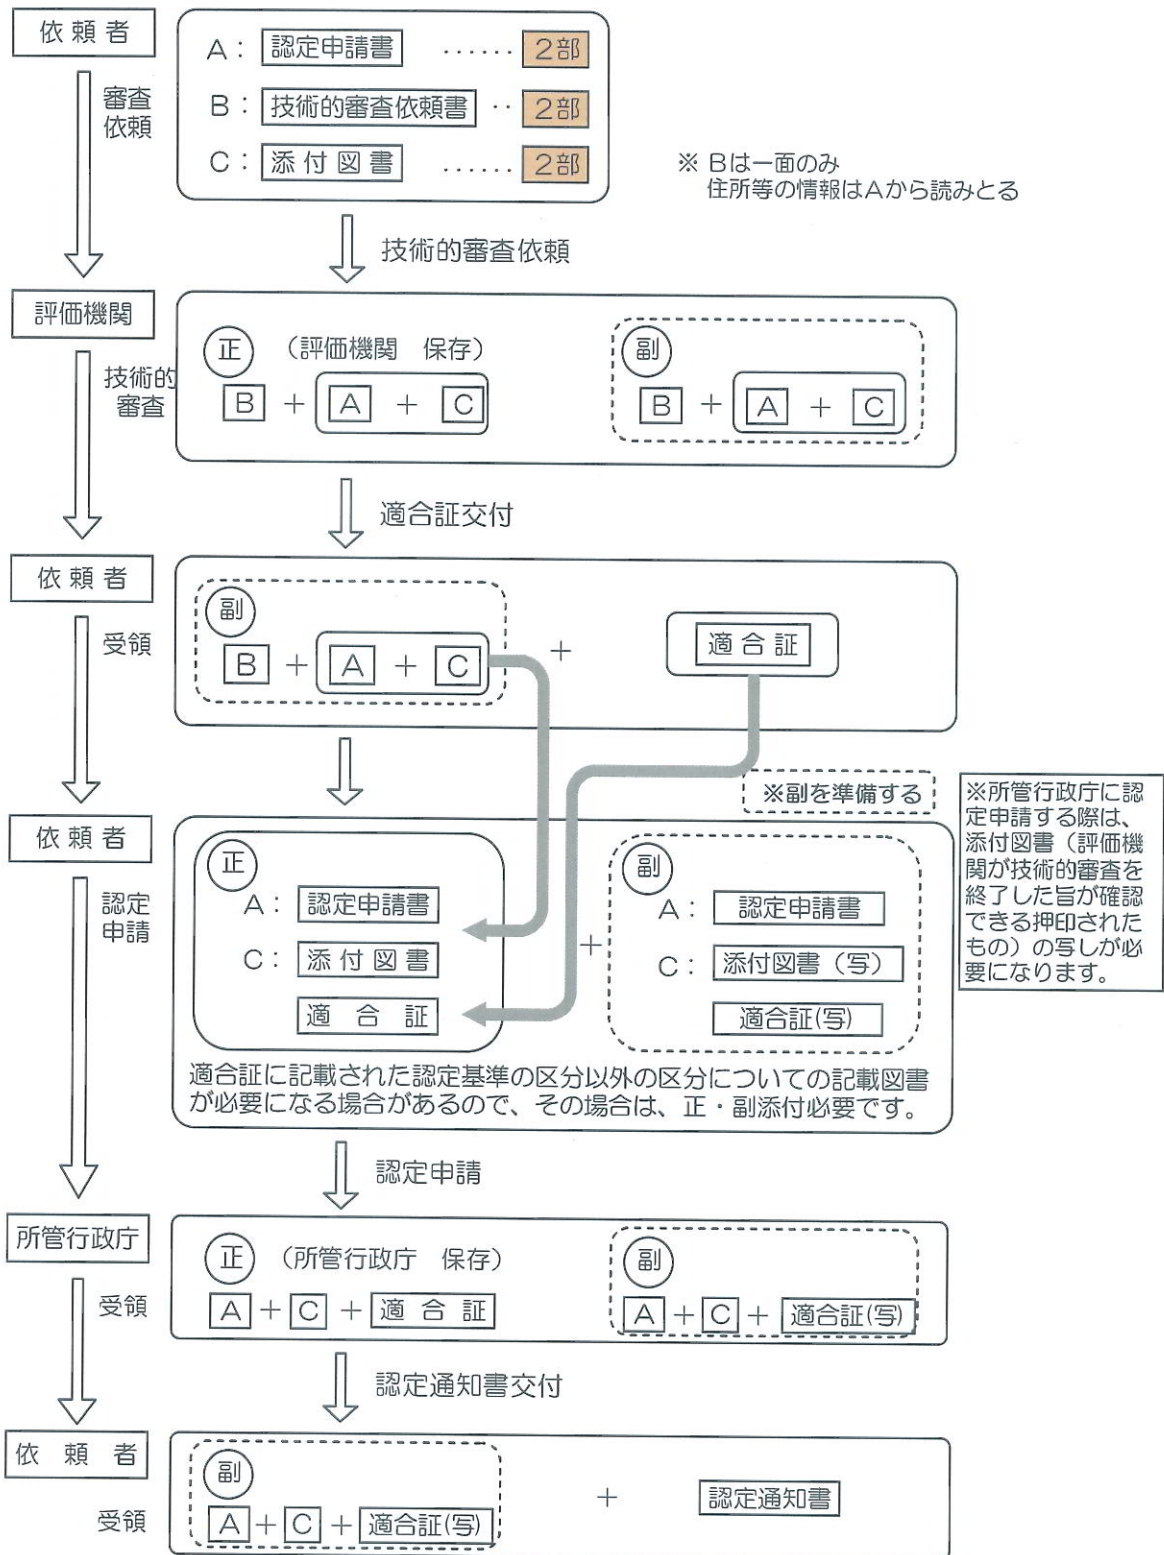 依頼者
審査
依頼
A： 認定申請書 …… 2部
B： 技術的審査依頼書 ‥ 2部
C： 添付図書 …… 2部
※ Bは一面のみ
住所等の情報はAから読みとる
技術的審査依頼
評価機関
技術的
審査
正 （評価機関 保存）
B ＋ A ＋ C
副
B ＋ A ＋ C
適合証交付
依頼者
受領
副
B ＋ A ＋ C
＋
適合証
※副を準備する
※所管行政庁に認
定申請する際は、
添付図書（評価機
関が技術的審査を
終了した旨が確認
できる押印された
もの）の写しが必
要になります。
依頼者
認定
申請
正
A： 認定申請書
C： 添付図書
適合証
＋
副
A： 認定申請書
C： 添付図書（写）
適合証(写)
適合証に記載された認定基準の区分以外の区分についての記載図書
が必要になる場合があるので、その場合は、正・副添付必要です。
認定申請
所管行政庁
受領
正 （所管行政庁 保存）
A ＋ C ＋ 適合証
副
A ＋ C ＋ 適合証(写)
認定通知書交付
依頼者
受領
副
A ＋ C ＋ 適合証(写)
＋
認定通知書